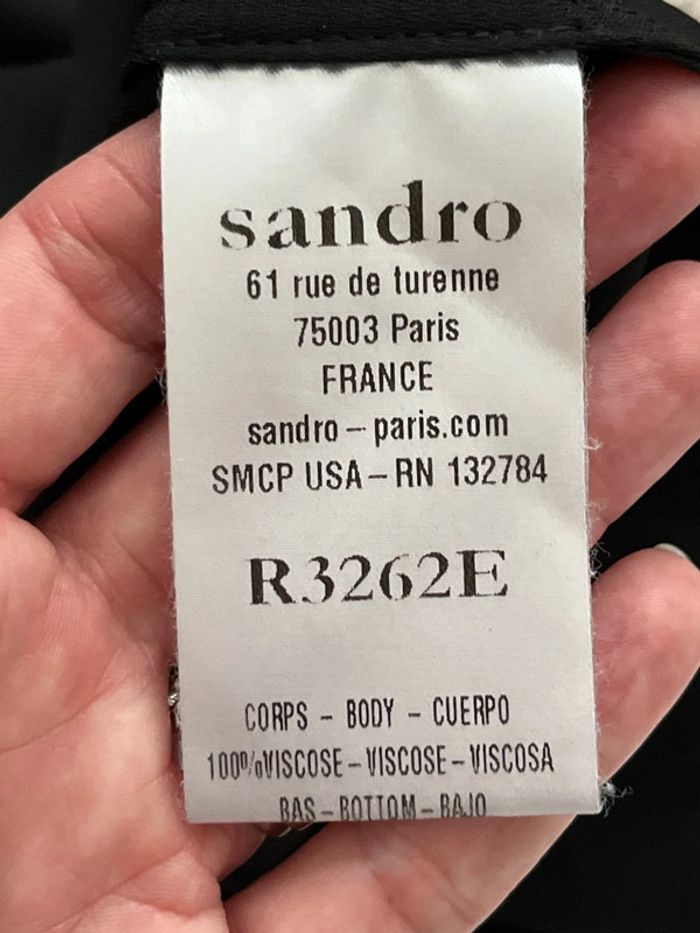 sandro
61 rue de turenne
75003 Paris
FRANCE
sandro – paris.com
SMCP USA – RN 132784
R3262E
CORPS – BODY – CUERPO
100%VISCOSE – VISCOSE – VISCOSA
BAS – BOTTOM – BAJO